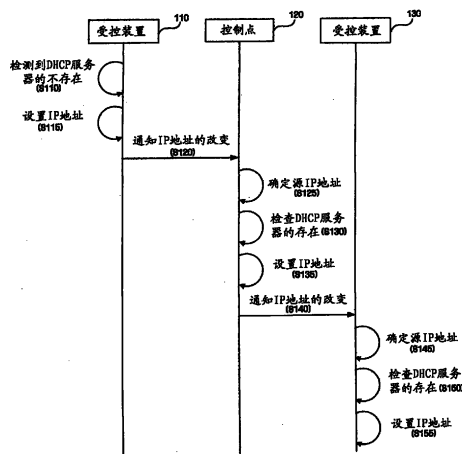 受控装置
110
控制点
120
受控装置
130
检测到DHCP服务
器的不存在
(S110)
设置IP地址
(S115)
通知IP地址的改变
(S120)
确定源IP地址
(S125)
检查DHCP服务
器的存在(S130)
设置IP地址
(S135)
通知IP地址的改变
(S140)
确定源IP地址
(S145)
检查DHCP服务
器的存在(S150)
设置IP地址
(S155)